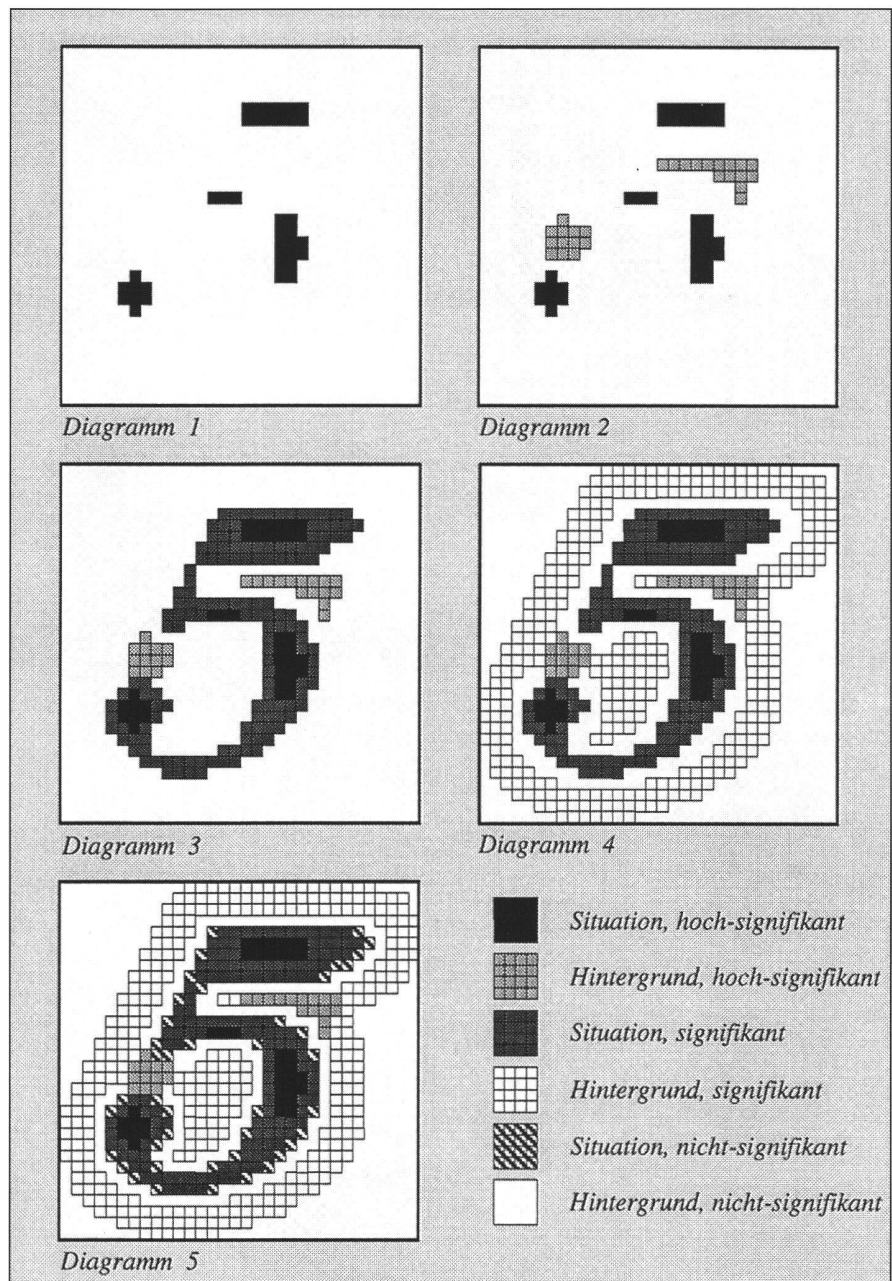 Diagramm 1
Diagramm 2
Diagramm 3
Diagramm 4
Diagramm 5
Situation, hoch-signifikant
Hintergrund, hoch-signifikant
Situation, signifikant
Hintergrund, signifikant
Situation, nicht-signifikant
Hintergrund, nicht-signifikant